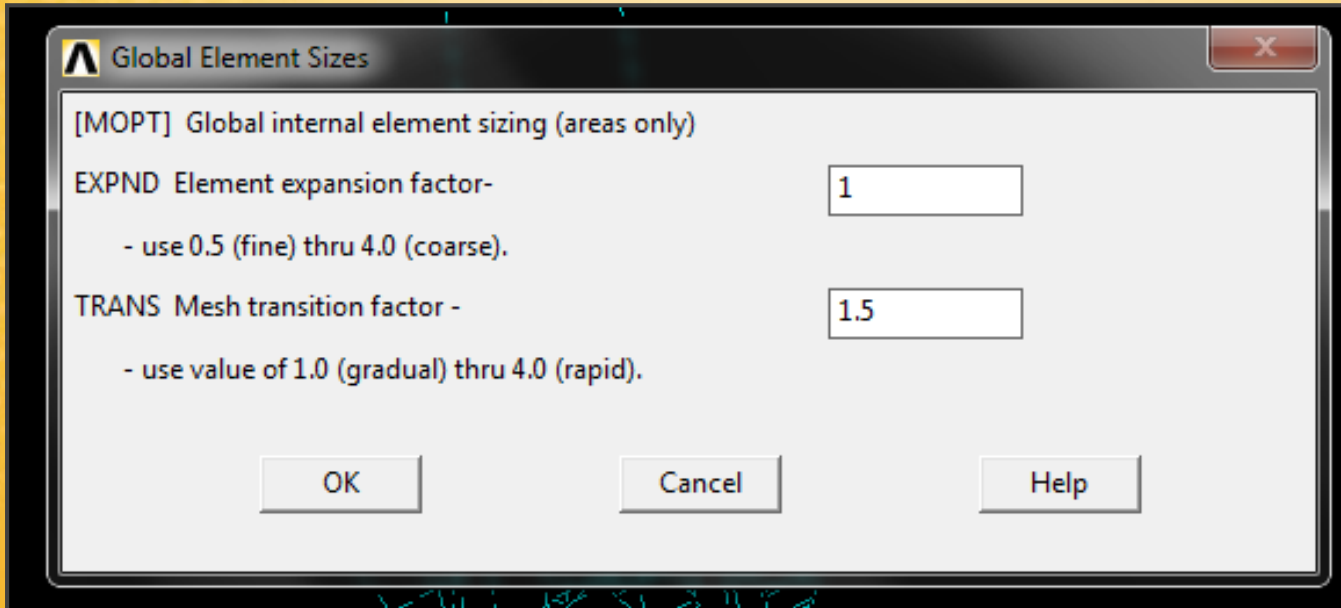 Global Element Sizes
[MOPT] Global internal element sizing (areas only)
EXPND Element expansion factor-
1
- use 0.5 (fine) thru 4.0 (coarse).
TRANS Mesh transition factor -
1.5
- use value of 1.0 (gradual) thru 4.0 (rapid).
OK Cancel Help